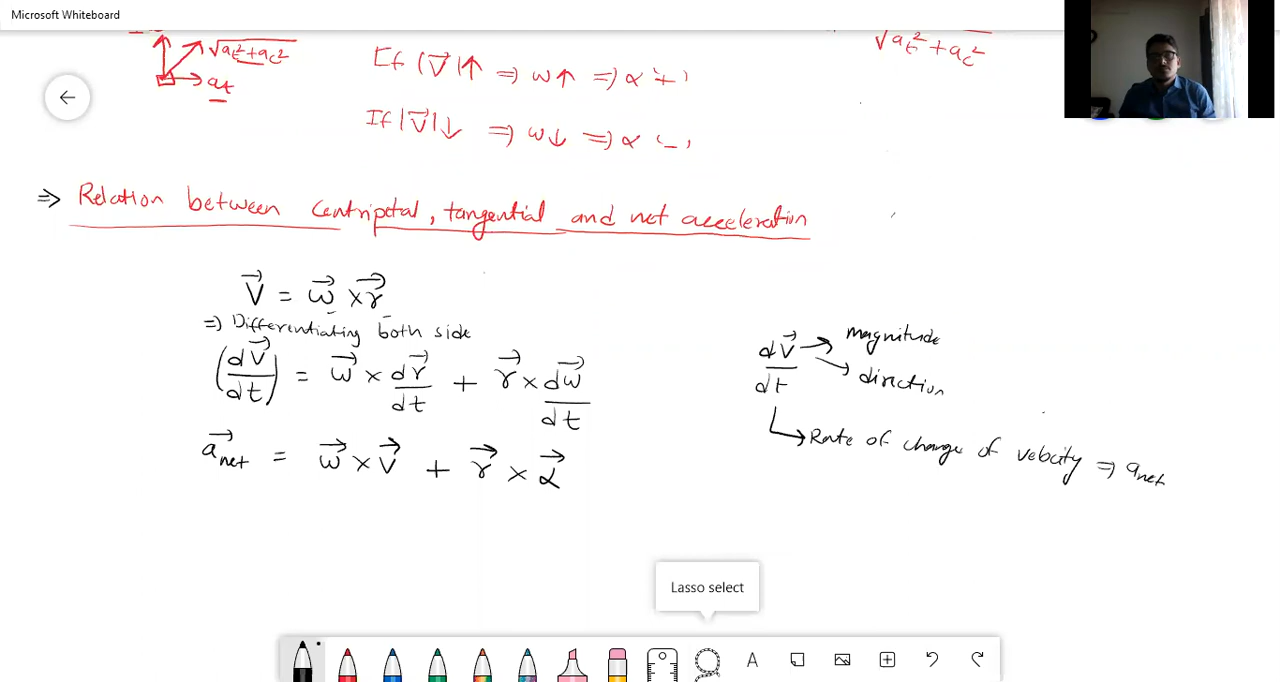 Microsoft Whiteboard
√at²+ac²
at
If |V⃗|↑ ⇒ ω↑ ⇒ α +
√at²+ac²
If |V⃗|↓ ⇒ ω↓ ⇒ α -
⇒ Relation between Centripetal, tangential and net acceleration
V⃗ = ω⃗ × r⃗
⇒ Differentiating both side
(dV⃗/dt) = ω⃗ × dr⃗/dt + r⃗ × dω⃗/dt
a⃗net = ω⃗ × V⃗ + r⃗ × α⃗
dV⃗/dt → magnitude
→ direction
↳ Rate of change of velocity ⇒ anet
Lasso select
A